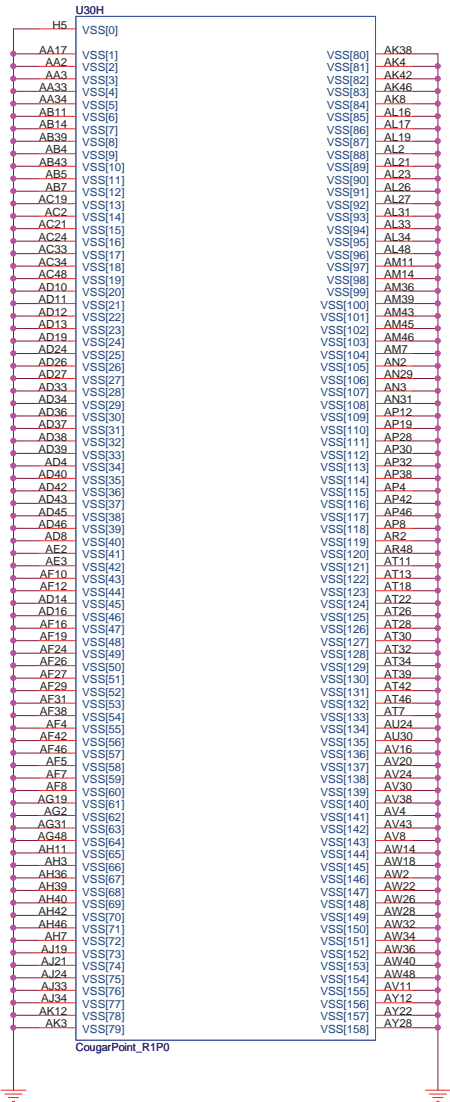 U30H
H5 VSS[0]
AA17 VSS[1] VSS[80] AK38
AA2 VSS[2] VSS[81] AK4
AA3 VSS[3] VSS[82] AK42
AA33 VSS[4] VSS[83] AK46
AA34 VSS[5] VSS[84] AK8
AB11 VSS[6] VSS[85] AL16
AB14 VSS[7] VSS[86] AL17
AB39 VSS[8] VSS[87] AL19
AB4 VSS[9] VSS[88] AL2
AB43 VSS[10] VSS[89] AL21
AB5 VSS[11] VSS[90] AL23
AB7 VSS[12] VSS[91] AL26
AC19 VSS[13] VSS[92] AL27
AC2 VSS[14] VSS[93] AL31
AC21 VSS[15] VSS[94] AL33
AC24 VSS[16] VSS[95] AL34
AC33 VSS[17] VSS[96] AL48
AC34 VSS[18] VSS[97] AM11
AC48 VSS[19] VSS[98] AM14
AD10 VSS[20] VSS[99] AM36
AD11 VSS[21] VSS[100] AM39
AD12 VSS[22] VSS[101] AM43
AD13 VSS[23] VSS[102] AM45
AD19 VSS[24] VSS[103] AM46
AD24 VSS[25] VSS[104] AM7
AD26 VSS[26] VSS[105] AN2
AD27 VSS[27] VSS[106] AN29
AD33 VSS[28] VSS[107] AN3
AD34 VSS[29] VSS[108] AN31
AD36 VSS[30] VSS[109] AP12
AD37 VSS[31] VSS[110] AP19
AD38 VSS[32] VSS[111] AP28
AD39 VSS[33] VSS[112] AP30
AD4 VSS[34] VSS[113] AP32
AD40 VSS[35] VSS[114] AP38
AD42 VSS[36] VSS[115] AP4
AD43 VSS[37] VSS[116] AP42
AD45 VSS[38] VSS[117] AP46
AD46 VSS[39] VSS[118] AP8
AD8 VSS[40] VSS[119] AR2
AE2 VSS[41] VSS[120] AR48
AE3 VSS[42] VSS[121] AT11
AF10 VSS[43] VSS[122] AT13
AF12 VSS[44] VSS[123] AT18
AD14 VSS[45] VSS[124] AT22
AD16 VSS[46] VSS[125] AT26
AF16 VSS[47] VSS[126] AT28
AF19 VSS[48] VSS[127] AT30
AF24 VSS[49] VSS[128] AT32
AF26 VSS[50] VSS[129] AT34
AF27 VSS[51] VSS[130] AT39
AF29 VSS[52] VSS[131] AT42
AF31 VSS[53] VSS[132] AT46
AF38 VSS[54] VSS[133] AT7
AF4 VSS[55] VSS[134] AU24
AF42 VSS[56] VSS[135] AU30
AF46 VSS[57] VSS[136] AV16
AF5 VSS[58] VSS[137] AV20
AF7 VSS[59] VSS[138] AV24
AF8 VSS[60] VSS[139] AV30
AG19 VSS[61] VSS[140] AV38
AG2 VSS[62] VSS[141] AV4
AG31 VSS[63] VSS[142] AV43
AG48 VSS[64] VSS[143] AV8
AH11 VSS[65] VSS[144] AW14
AH3 VSS[66] VSS[145] AW18
AH36 VSS[67] VSS[146] AW2
AH39 VSS[68] VSS[147] AW22
AH40 VSS[69] VSS[148] AW26
AH42 VSS[70] VSS[149] AW28
AH46 VSS[71] VSS[150] AW32
AH7 VSS[72] VSS[151] AW34
AJ19 VSS[73] VSS[152] AW36
AJ21 VSS[74] VSS[153] AW40
AJ24 VSS[75] VSS[154] AW48
AJ33 VSS[76] VSS[155] AV11
AJ34 VSS[77] VSS[156] AY12
AK12 VSS[78] VSS[157] AY22
AK3 VSS[79] VSS[158] AY28
CougarPoint_R1P0